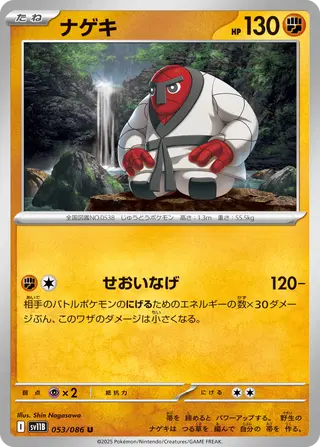 たね
ナゲキ
HP 130
全国図鑑NO.0538 じゅうどうポケモン 高さ:1.3m 重さ:55.5kg
せおいなげ 120-
相手のバトルポケモンのにげるためのエネルギーの数×30ダメー
ジぶん、このワザのダメージは小さくなる。
弱点 ×2 抵抗力 にげる
Illus. Shin Nagasawa
I sv11B 053/086 U
帯を 締めると パワーアップ。野生の
ナゲキは つる草を 編んで 自分の 帯を 作る。
©2025 Pokémon/Nintendo/Creatures/GAME FREAK.